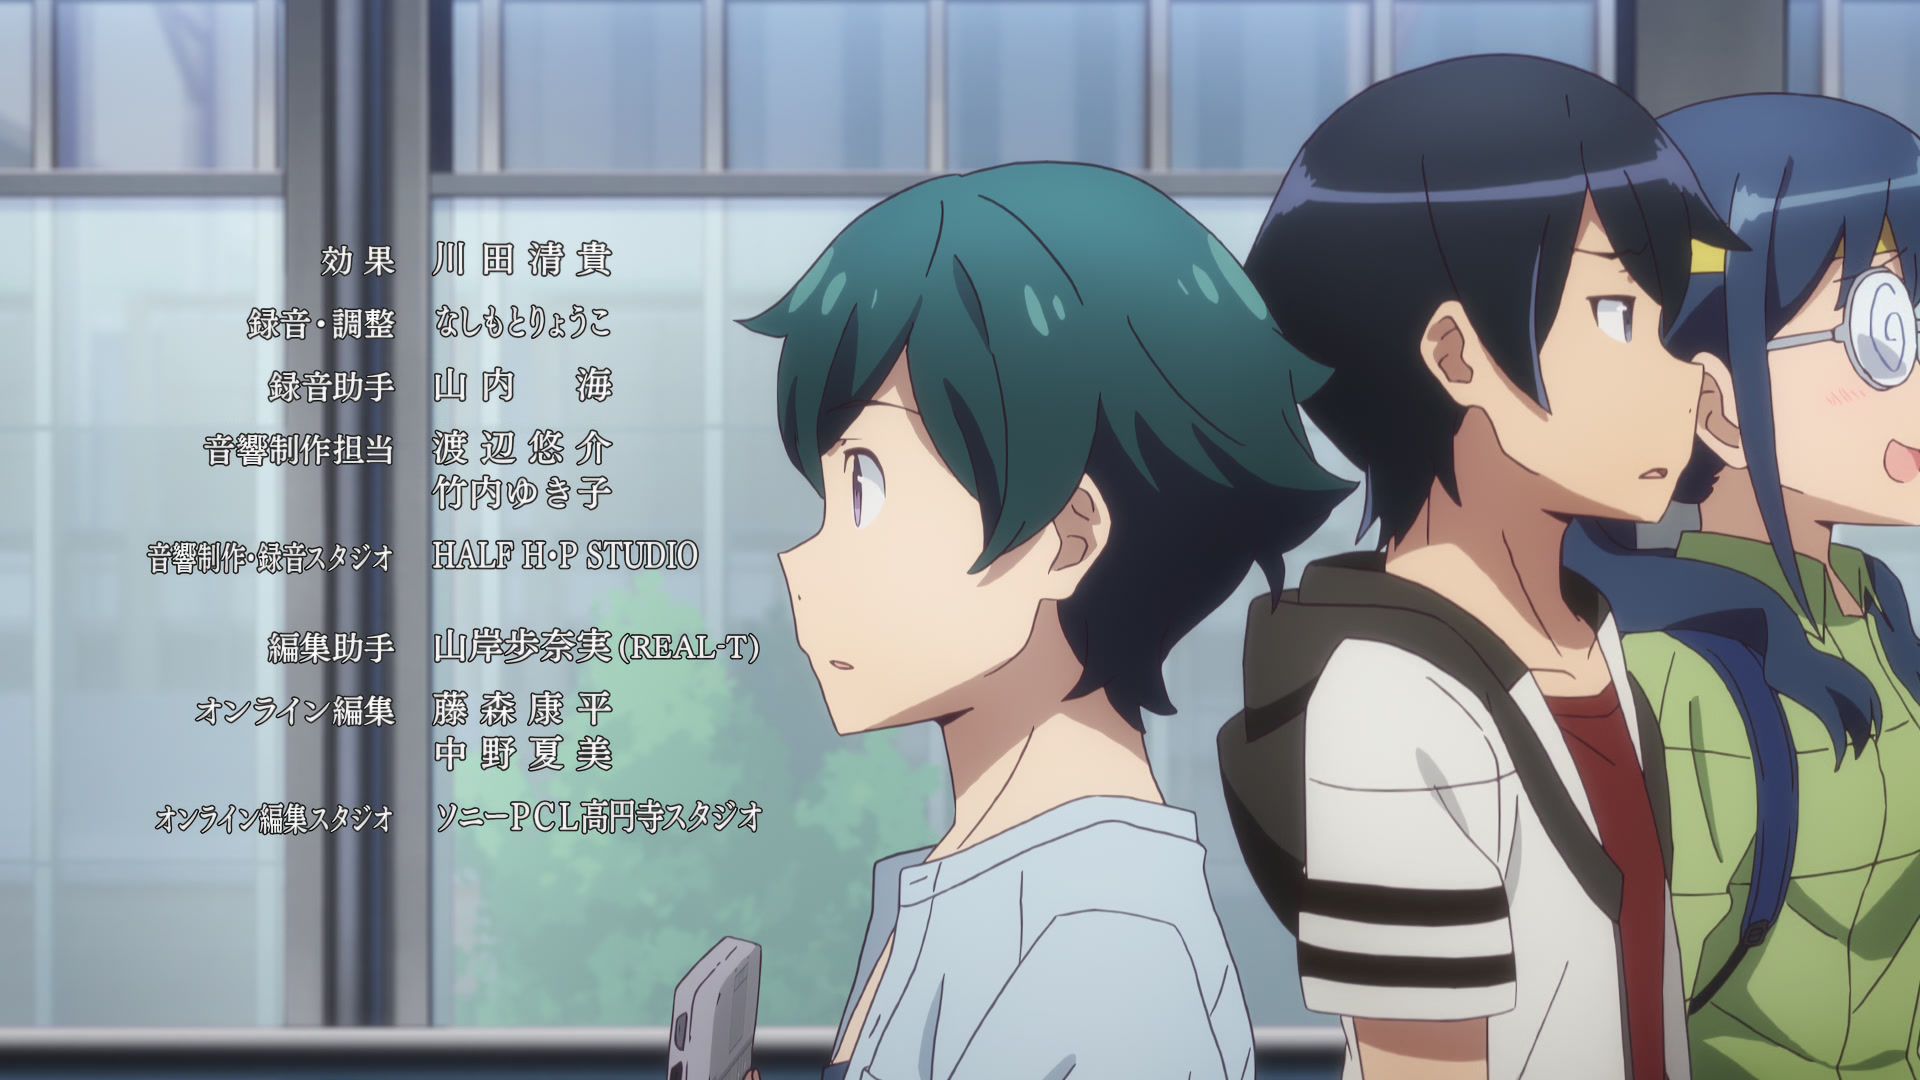 効果 川田清貴
録音・調整 なしもとりょうこ
録音助手 山内 海
音響制作担当 渡辺悠介
竹内ゆき子
音響制作・録音スタジオ HALF H・P STUDIO
編集助手 山岸歩奈実(REAL-T)
オンライン編集 藤森康平
中野夏美
オンライン編集スタジオ ソニーPCL高円寺スタジオ